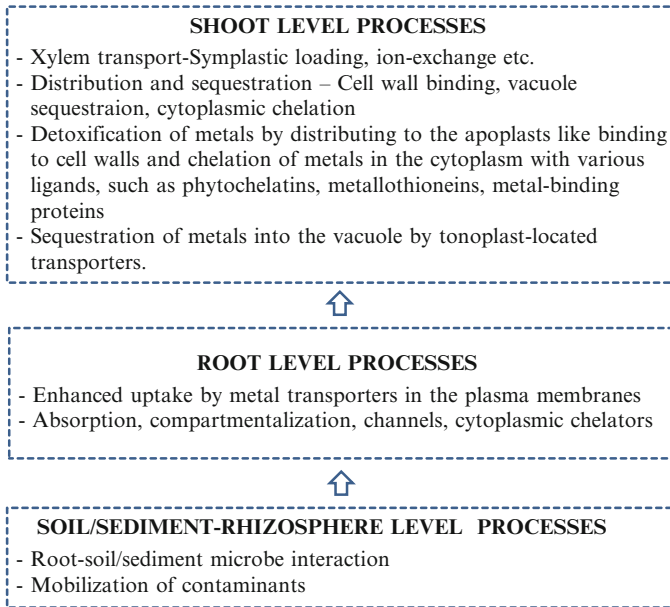 SHOOT LEVEL PROCESSES
- Xylem transport-Symplastic loading, ion-exchange etc.
- Distribution and sequestration – Cell wall binding, vacuole
sequestraion, cytoplasmic chelation
- Detoxification of metals by distributing to the apoplasts like binding
to cell walls and chelation of metals in the cytoplasm with various
ligands, such as phytochelatins, metallothioneins, metal-binding
proteins
- Sequestration of metals into the vacuole by tonoplast-located
transporters.
ROOT LEVEL PROCESSES
- Enhanced uptake by metal transporters in the plasma membranes
- Absorption, compartmentalization, channels, cytoplasmic chelators
SOIL/SEDIMENT-RHIZOSPHERE LEVEL PROCESSES
- Root-soil/sediment microbe interaction
- Mobilization of contaminants